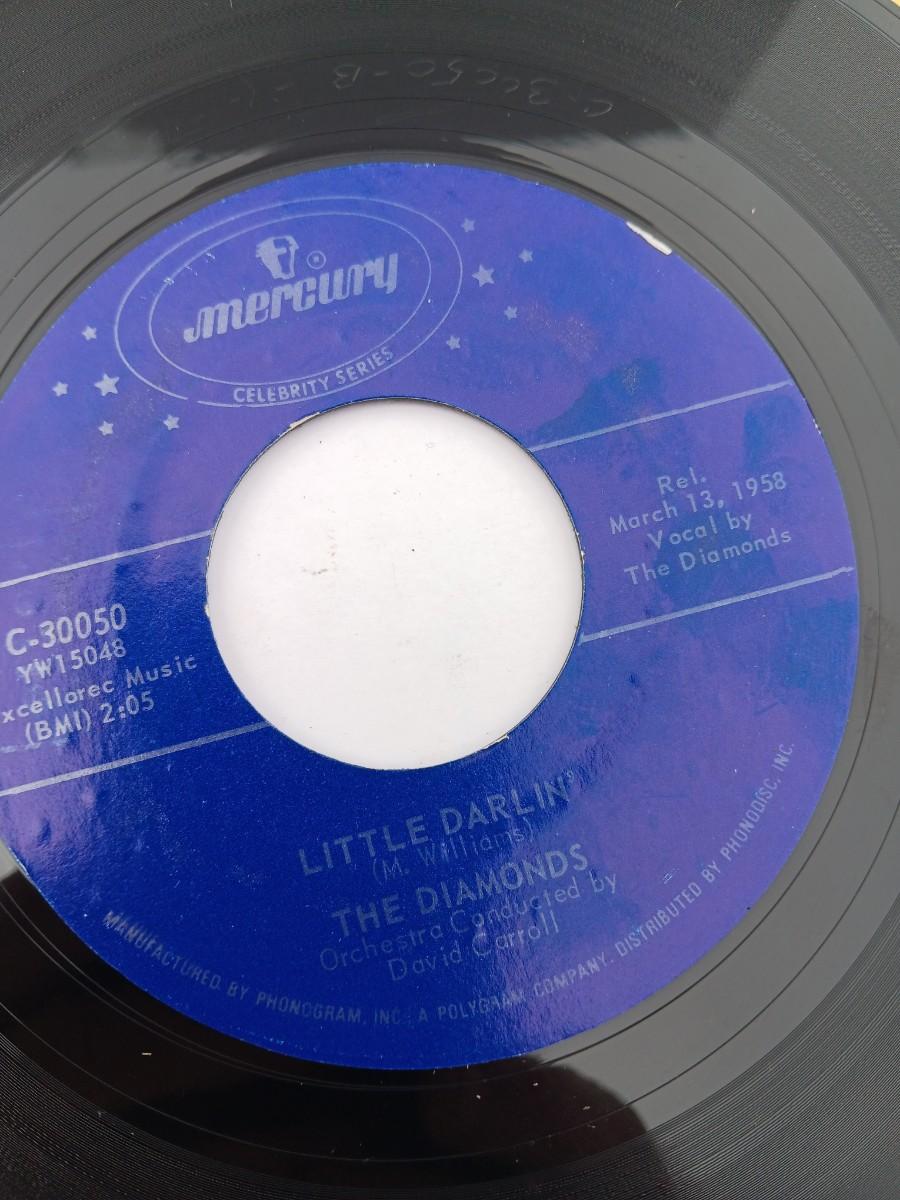 C-30050-B
mercury ®
CELEBRITY SERIES
Rel.
March 13, 1958
Vocal by
The Diamonds
C-30050
YW15048
xcellorec Music
(BMI) 2:05
LITTLE DARLIN'
(M. Williams)
THE DIAMONDS
Orchestra Conducted by
David Carroll
MANUFACTURED BY PHONOGRAM, INC., A POLYGRAM COMPANY. DISTRIBUTED BY PHONODISC, INC.